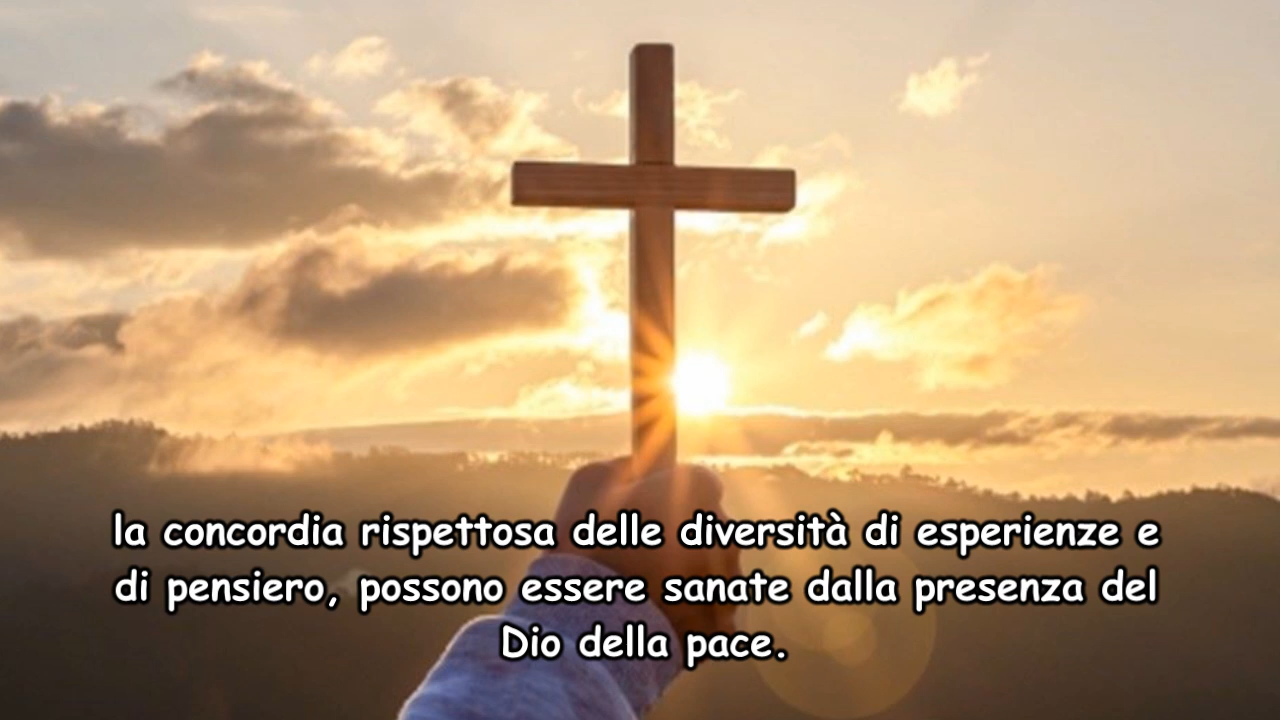 la concordia rispettosa delle diversità di esperienze e
di pensiero, possono essere sanate dalla presenza del
Dio della pace.